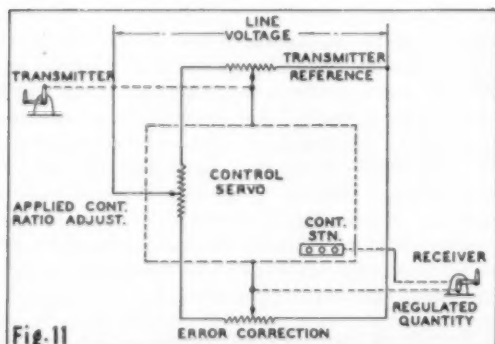 LINE
VOLTAGE
TRANSMITTER
TRANSMITTER
REFERENCE
CONTROL
SERVO
APPLIED CONT.
RATIO ADJUST.
CONT.
STN.
RECEIVER
REGULATED
QUANTITY
ERROR CORRECTION
Fig. 11